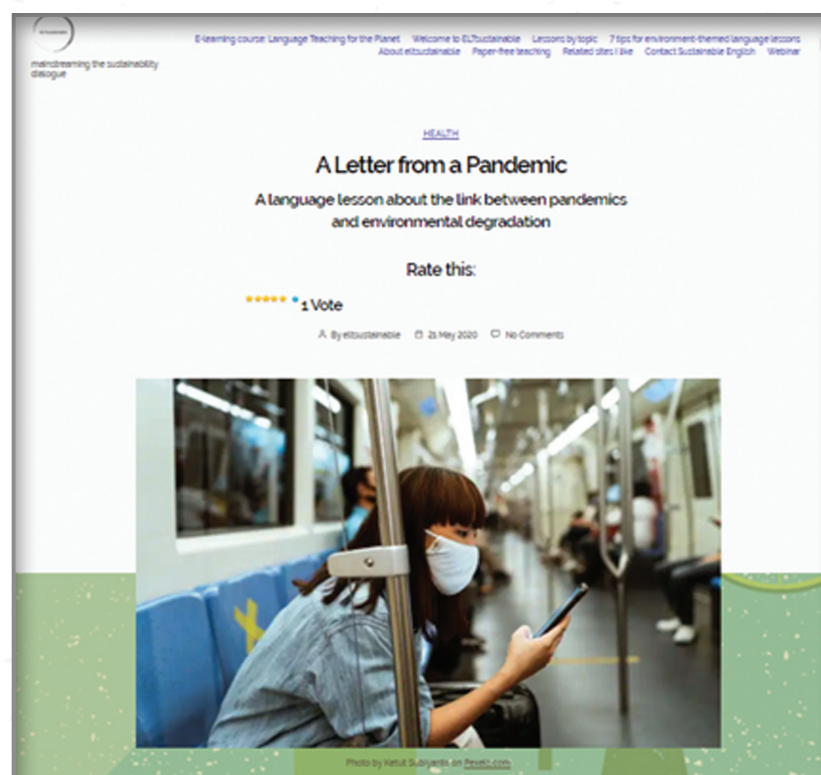 mainstreaming the sustainability
dialogue
E-learning course: Language Teaching for the Planet Welcome to ELTsustainable Lessons by topic 7 tips for environment-themed language lessons
About eltsustainable Paper-free teaching Related sites I like Contact Sustainable English Webinar
HEALTH
A Letter from a Pandemic
A language lesson about the link between pandemics
and environmental degradation
Rate this:
1 Vote
By eltsustainable 21 May 2020 No Comments
Photo by Ketut Subiyanto on Pexels.com